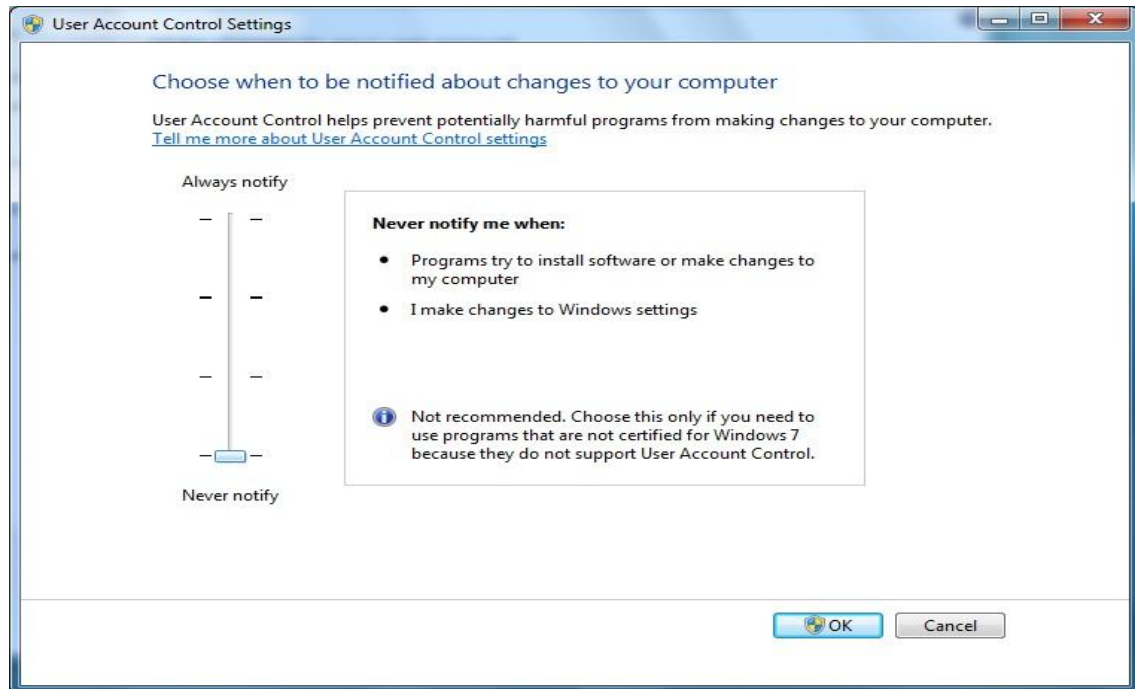 User Account Control Settings
Choose when to be notified about changes to your computer
User Account Control helps prevent potentially harmful programs from making changes to your computer.
Tell me more about User Account Control settings
Always notify
Never notify me when:
Programs try to install software or make changes to
my computer
I make changes to Windows settings
Not recommended. Choose this only if you need to
use programs that are not certified for Windows 7
because they do not support User Account Control.
Never notify
OK
Cancel